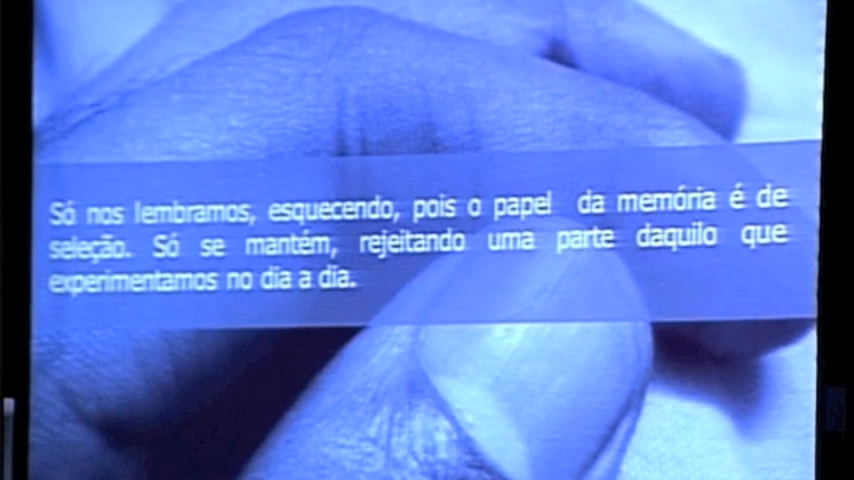 Só nos lembramos, esquecendo, pois o papel da memória é de
seleção. Só se mantém, rejeitando uma parte daquilo que
experimentamos no dia a dia.